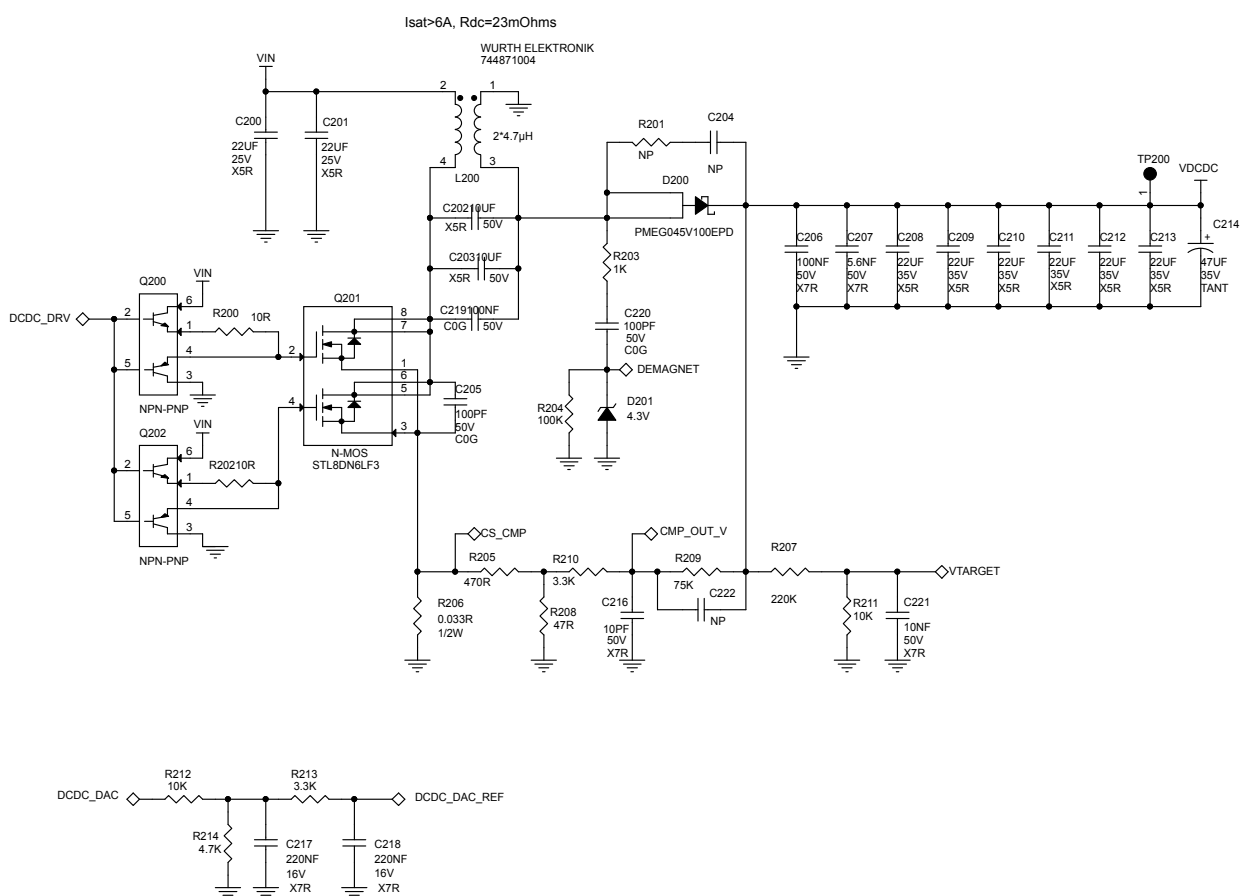 Isat>6A, Rdc=23mOhms
WURTH ELEKTRONIK
744871004
VIN
2
1
C200
22UF
25V
X5R
C201
22UF
25V
X5R
2*4.7µH
4
3
L200
R201
NP
C204
NP
D200
PMEG045V100EPD
TP200
1
VDCDC
C20210UF
X5R
50V
C20310UF
X5R
50V
C219100NF
C0G
50V
R203
1K
C206
100NF
50V
X7R
C207
5.6NF
50V
X7R
C208
22UF
35V
X5R
C209
22UF
35V
X5R
C210
22UF
35V
X5R
C211
22UF
35V
X5R
C212
22UF
35V
X5R
C213
22UF
35V
X5R
C214
+
47UF
35V
TANT
Q200
VIN
DCDC_DRV
2
6
1
R200
10R
5
4
3
NPN-PNP
Q201
8
7
2
1
6
5
4
3
N-MOS
STL8DN6LF3
C205
100PF
50V
C0G
C220
100PF
50V
C0G
DEMAGNET
R204
100K
D201
4.3V
Q202
VIN
2
6
1
R20210R
5
4
3
NPN-PNP
CS_CMP
CMP_OUT_V
R205
470R
R210
3.3K
R209
75K
R207
220K
VTARGET
R206
0.033R
1/2W
R208
47R
C216
10PF
50V
X7R
C222
NP
R211
10K
C221
10NF
50V
X7R
DCDC_DAC
R212
10K
R213
3.3K
DCDC_DAC_REF
R214
4.7K
C217
220NF
16V
X7R
C218
220NF
16V
X7R